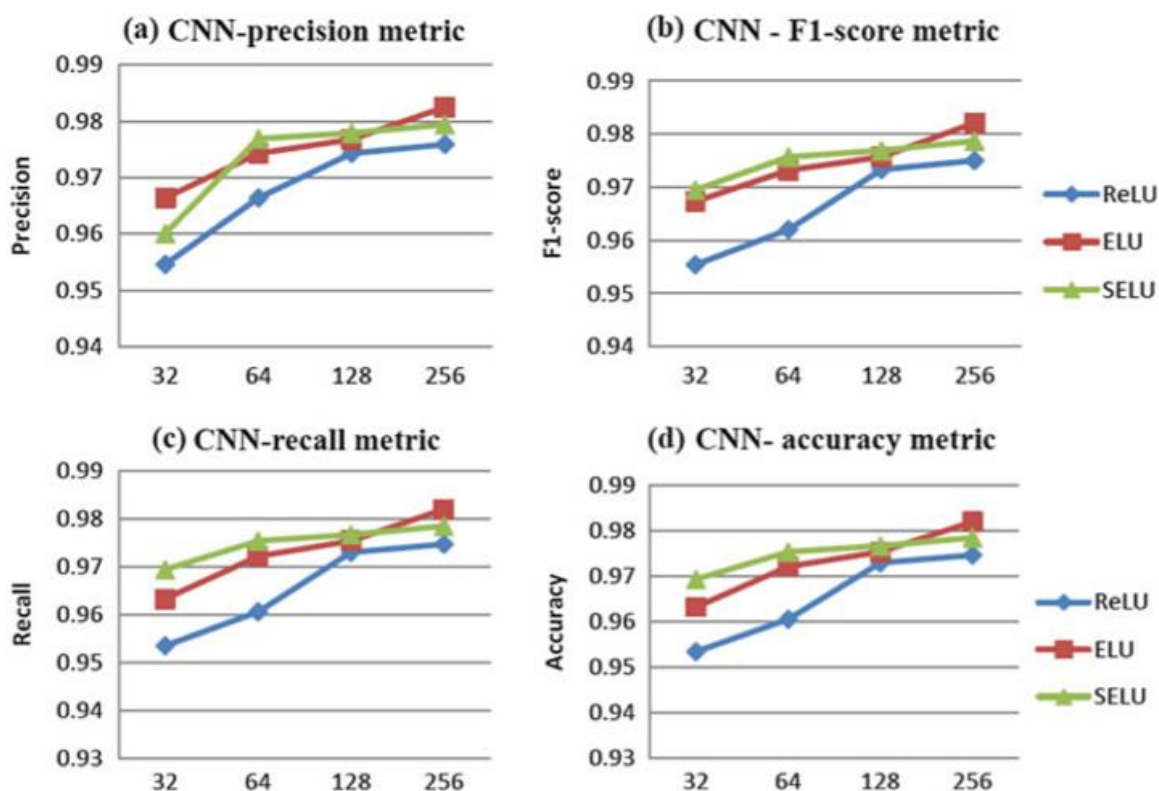 (a) CNN-precision metric
0.99
0.98
0.97
0.96
0.95
0.94
Precision
32 64 128 256
(b) CNN - F1-score metric
0.99
0.98
0.97
0.96
0.95
0.94
F1-score
32 64 128 256
ReLU
ELU
SELU
(c) CNN-recall metric
0.99
0.98
0.97
0.96
0.95
0.94
0.93
Recall
32 64 128 256
(d) CNN- accuracy metric
0.99
0.98
0.97
0.96
0.95
0.94
0.93
Accuracy
32 64 128 256
ReLU
ELU
SELU